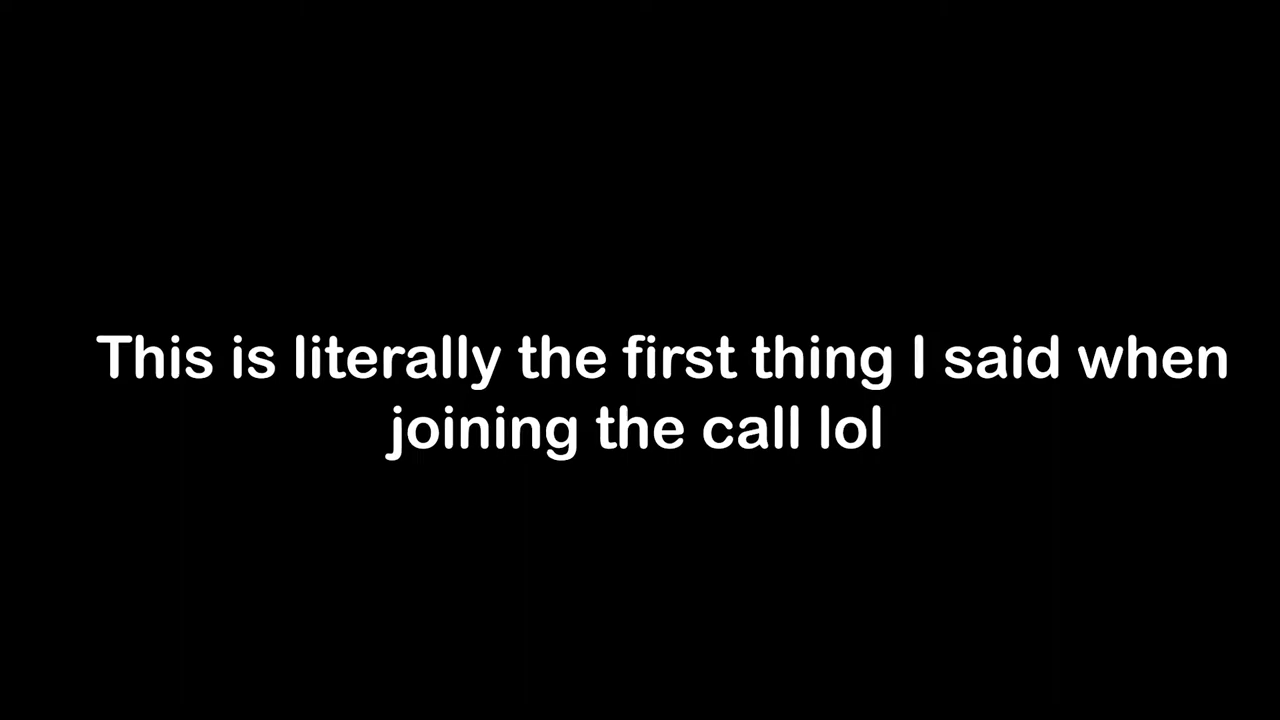 This is literally the first thing I said when
joining the call lol